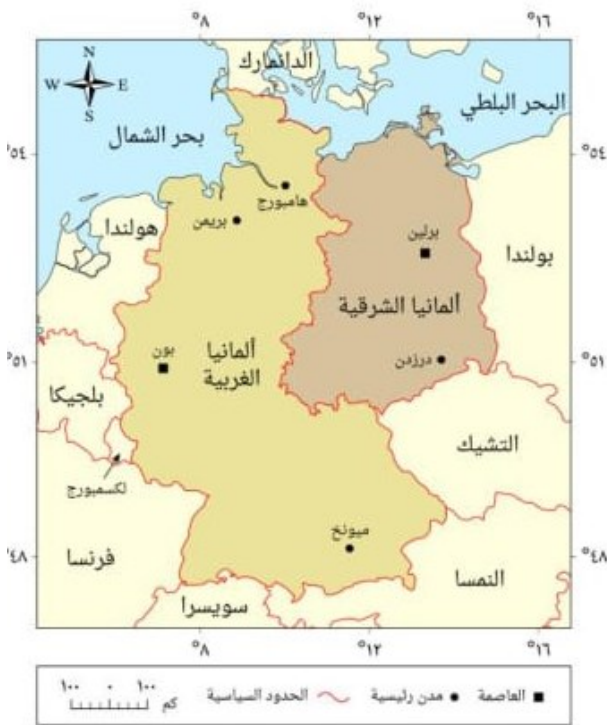 °٨ °١٢ °١٦
N
W E
S
الدانمارك
البحر البلطي
بحر الشمال
°٥٤ °٥٤
هامبورج
بريمن
هولندا
برلين
بولندا
ألمانيا الشرقية
ألمانيا
الغربية
بون
درزدن
°٥١ °٥١
بلجيكا
التشيك
لكسمبورج
ميونخ
فرنسا
°٤٨ °٤٨
النمسا
سويسرا
°٨ °١٢ °١٦
العاصمة
مدن رئيسية
الحدود السياسية
١٠٠ ٠ ١٠٠
كم